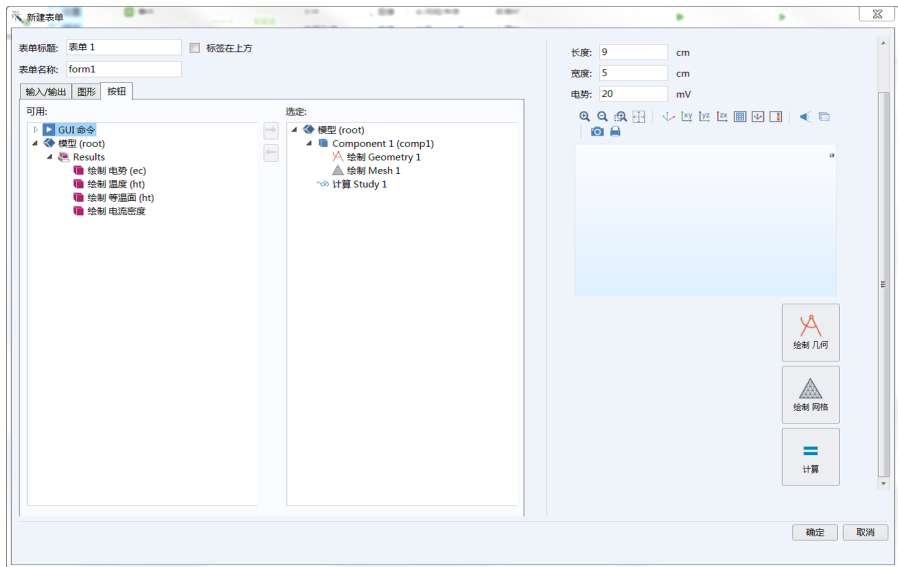 新建表单
表单标题: 表单 1 标签在上方
表单名称: form1
输入/输出 图形 按钮
可用: 选定:
GUI 命令
模型 (root)
Results
绘制 电势 (ec)
绘制 温度 (ht)
绘制 等温面 (ht)
绘制 电流密度
模型 (root)
Component 1 (comp1)
绘制 Geometry 1
绘制 Mesh 1
计算 Study 1
长度: 9 cm
宽度: 5 cm
电势: 20 mV
xy yz zx
绘制 几何
绘制 网格
计算
确定 取消